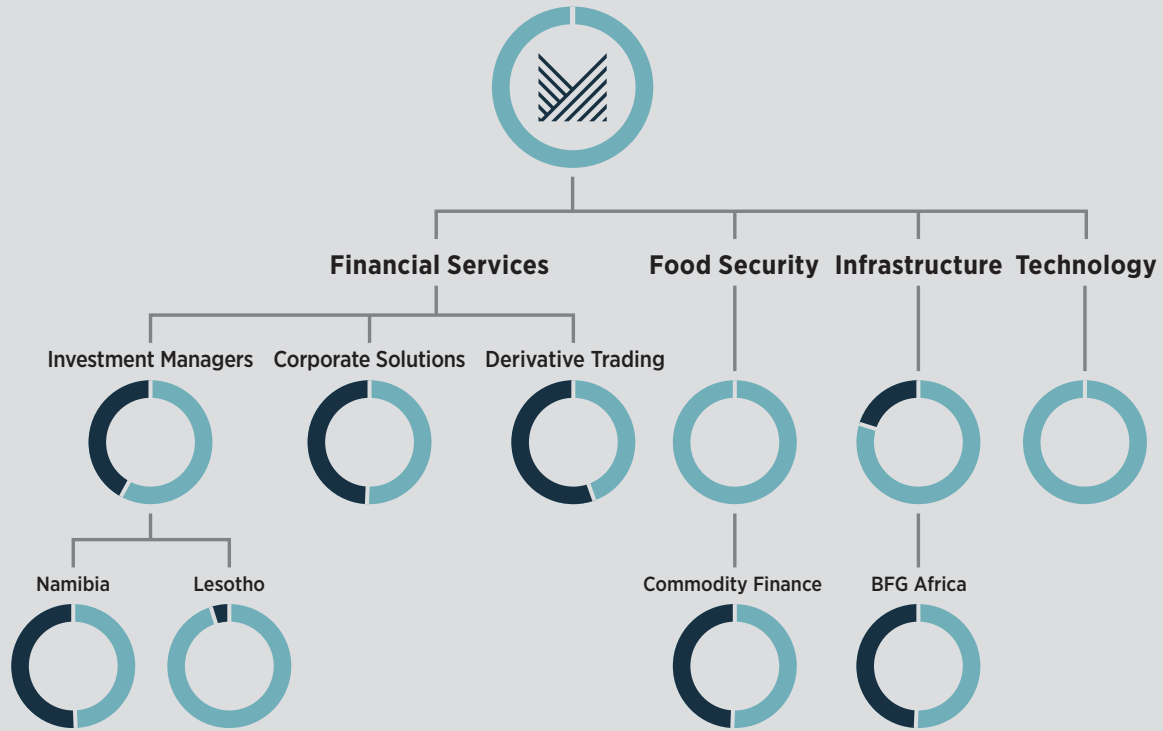 Financial Services
Food Security
Infrastructure
Technology
Investment Managers
Corporate Solutions
Derivative Trading
Namibia
Lesotho
Commodity Finance
BFG Africa